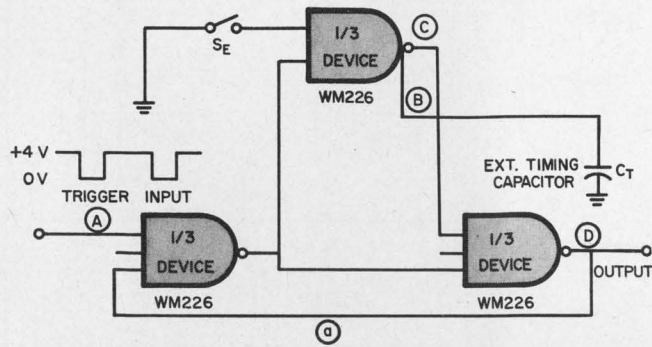 1/3
DEVICE
WM226
S_E
C
B
+4 V
0V
TRIGGER INPUT
A
EXT. TIMING
CAPACITOR
C_T
1/3
DEVICE
WM226
1/3
DEVICE
WM226
D
OUTPUT
a